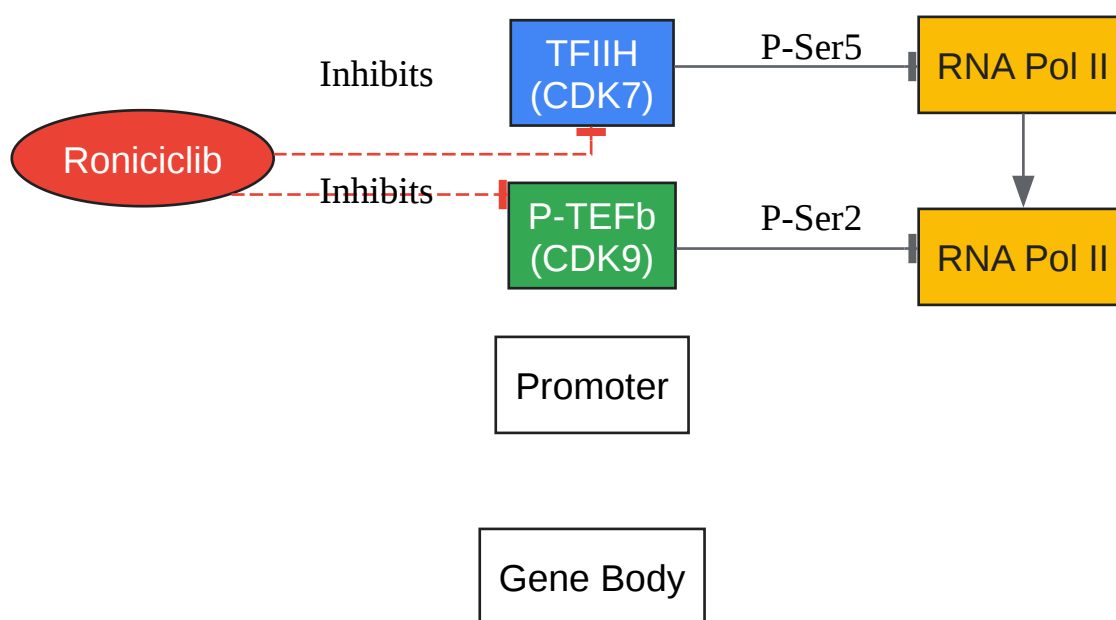 Inhibits
TFIIH
(CDK7)
P-Ser5
RNA Pol II
Roniciclib
Inhibits
P-TEFb
(CDK9)
P-Ser2
RNA Pol II
Promoter
Gene Body